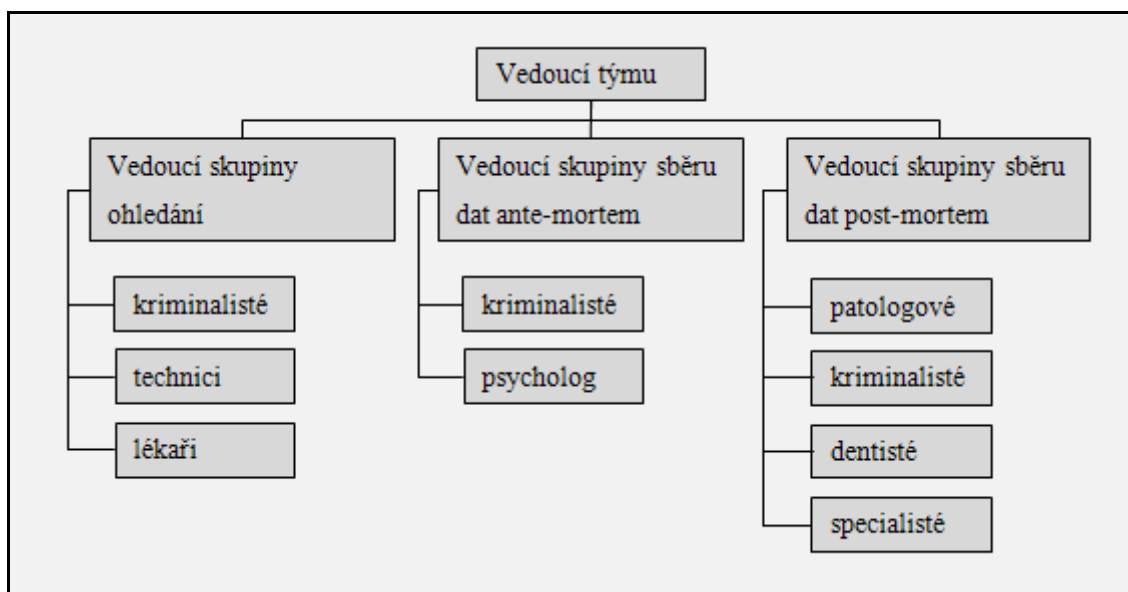 Vedoucí týmu
Vedoucí skupiny
ohledání
kriminalisté
technici
lékaři
Vedoucí skupiny sběru
dat ante-mortem
kriminalisté
psycholog
Vedoucí skupiny sběru
dat post-mortem
patologové
kriminalisté
dentisté
specialisté